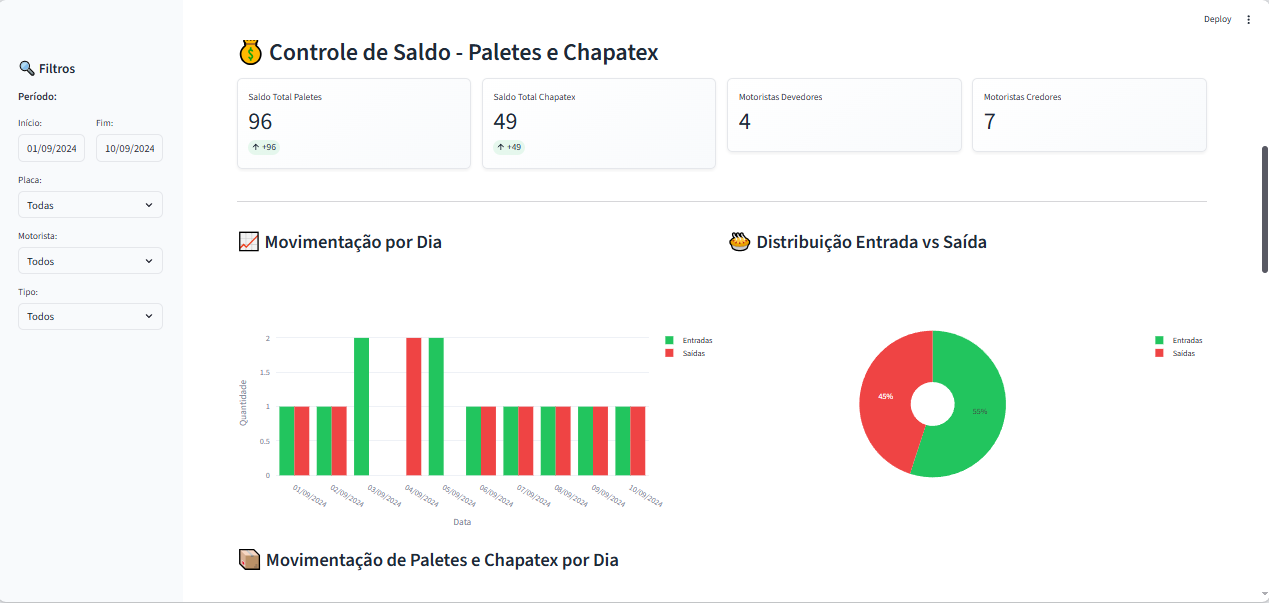 Deploy
🔍 Filtros
Período:
Início: Fim:
01/09/2024 10/09/2024
Placa:
Todas
Motorista:
Todos
Tipo:
Todos
💰 Controle de Saldo - Paletes e Chapatex
Saldo Total Paletes
96
↑ +96
Saldo Total Chapatex
49
↑ +49
Motoristas Devedores
4
Motoristas Credores
7
📈 Movimentação por Dia
Quantidade
2
1.5
1
0.5
0
01/09/2024
02/09/2024
03/09/2024
04/09/2024
05/09/2024
06/09/2024
07/09/2024
08/09/2024
09/09/2024
10/09/2024
Data
Entradas
Saídas
🥧 Distribuição Entrada vs Saída
45%
55%
Entradas
Saídas
📦 Movimentação de Paletes e Chapatex por Dia